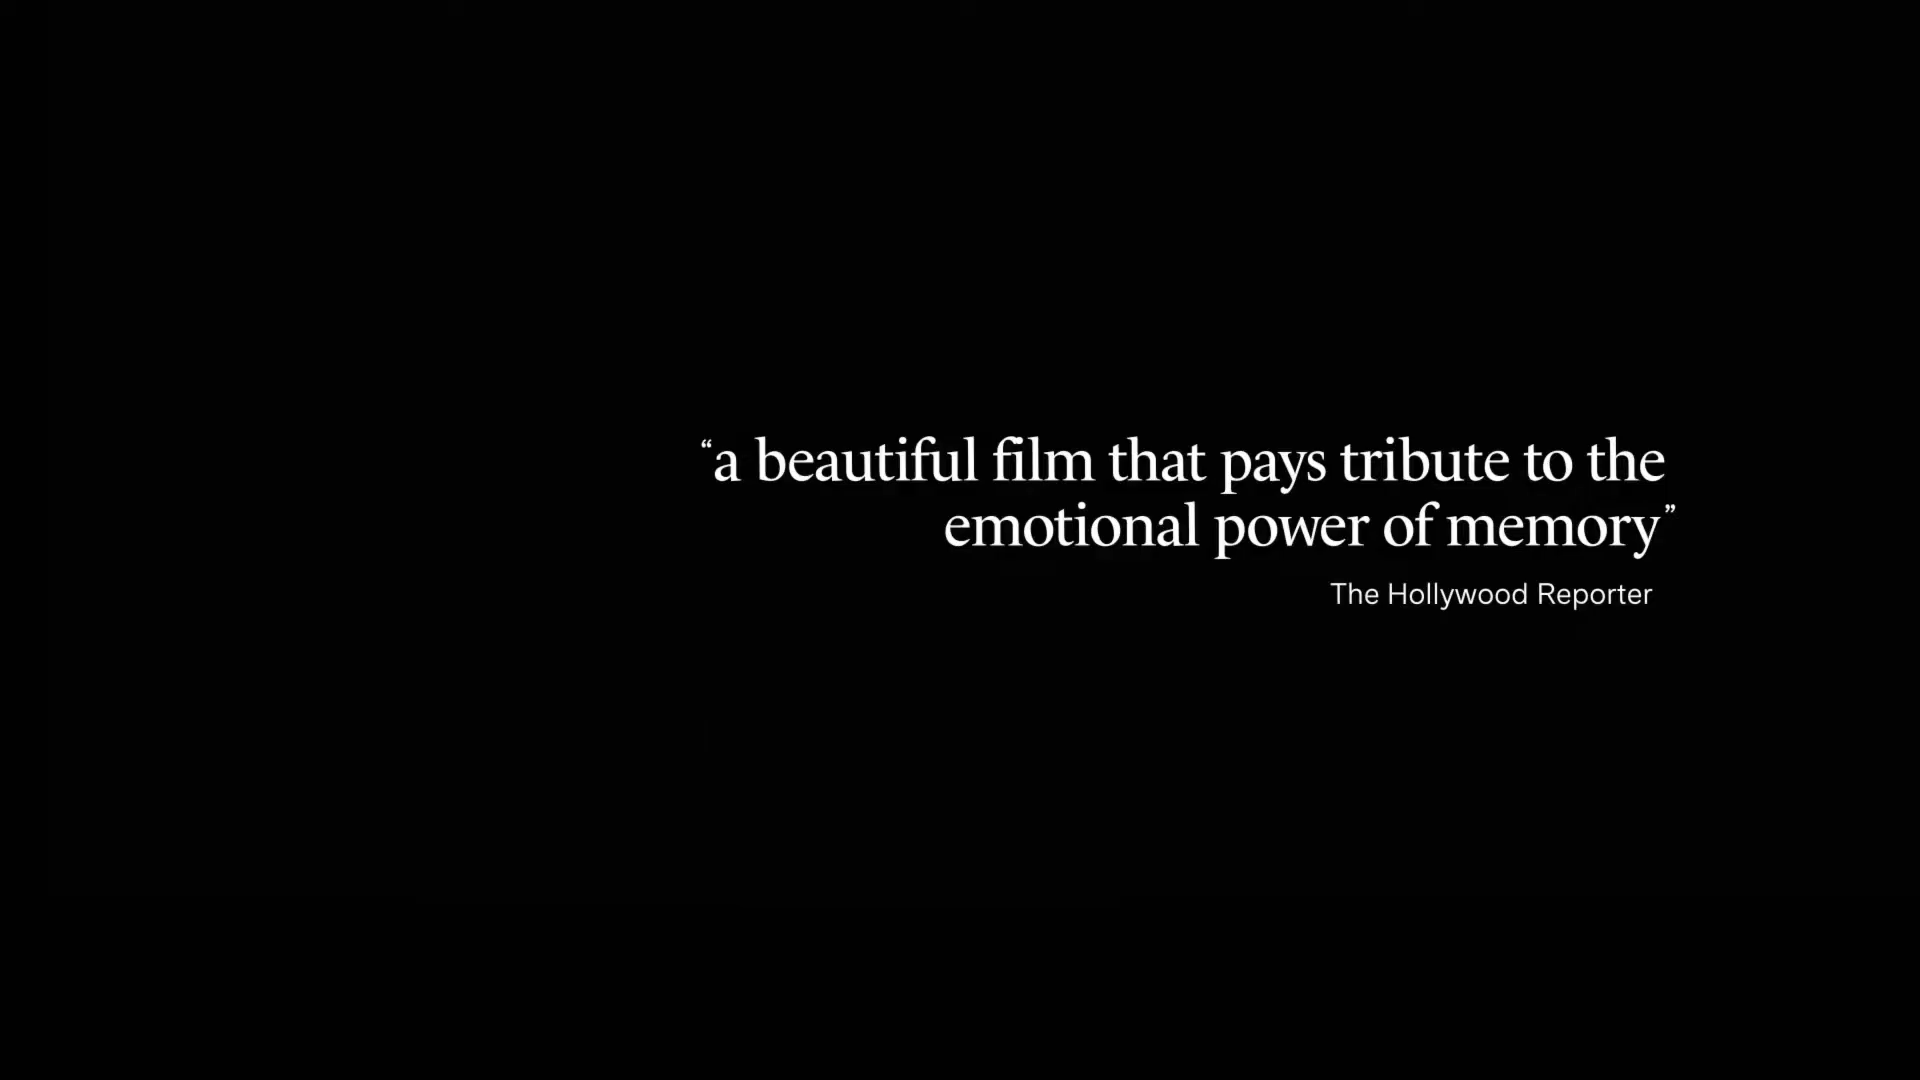 “a beautiful film that pays tribute to the
emotional power of memory”
The Hollywood Reporter